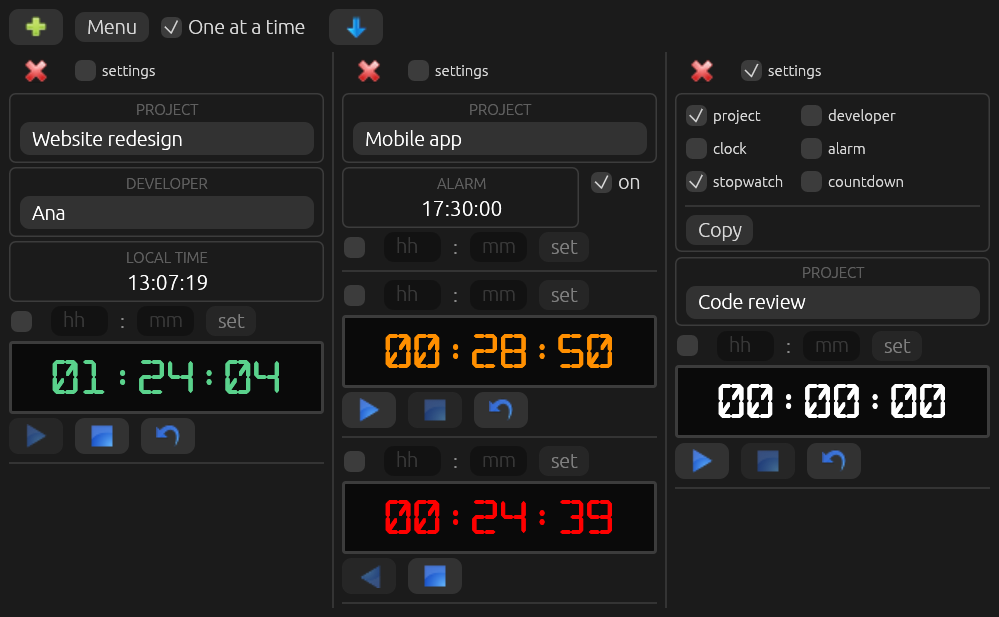 Menu One at a time
settings
PROJECT
Website redesign
DEVELOPER
Ana
LOCAL TIME
13:07:19
hh : mm set
01:24:04
settings
PROJECT
Mobile app
ALARM
17:30:00
on
hh : mm set
hh : mm set
00:28:50
hh : mm set
00:24:39
settings
project developer
clock alarm
stopwatch countdown
Copy
PROJECT
Code review
hh : mm set
00:00:00